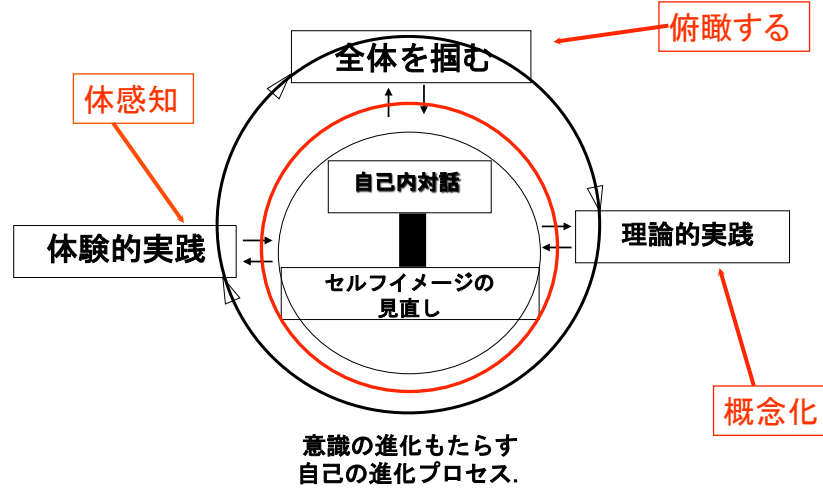 俯瞰する
全体を掴む
体感知
自己内対話
体験的実践
理論的実践
セルフイメージの
見直し
概念化
意識の進化もたらす
自己の進化プロセス.